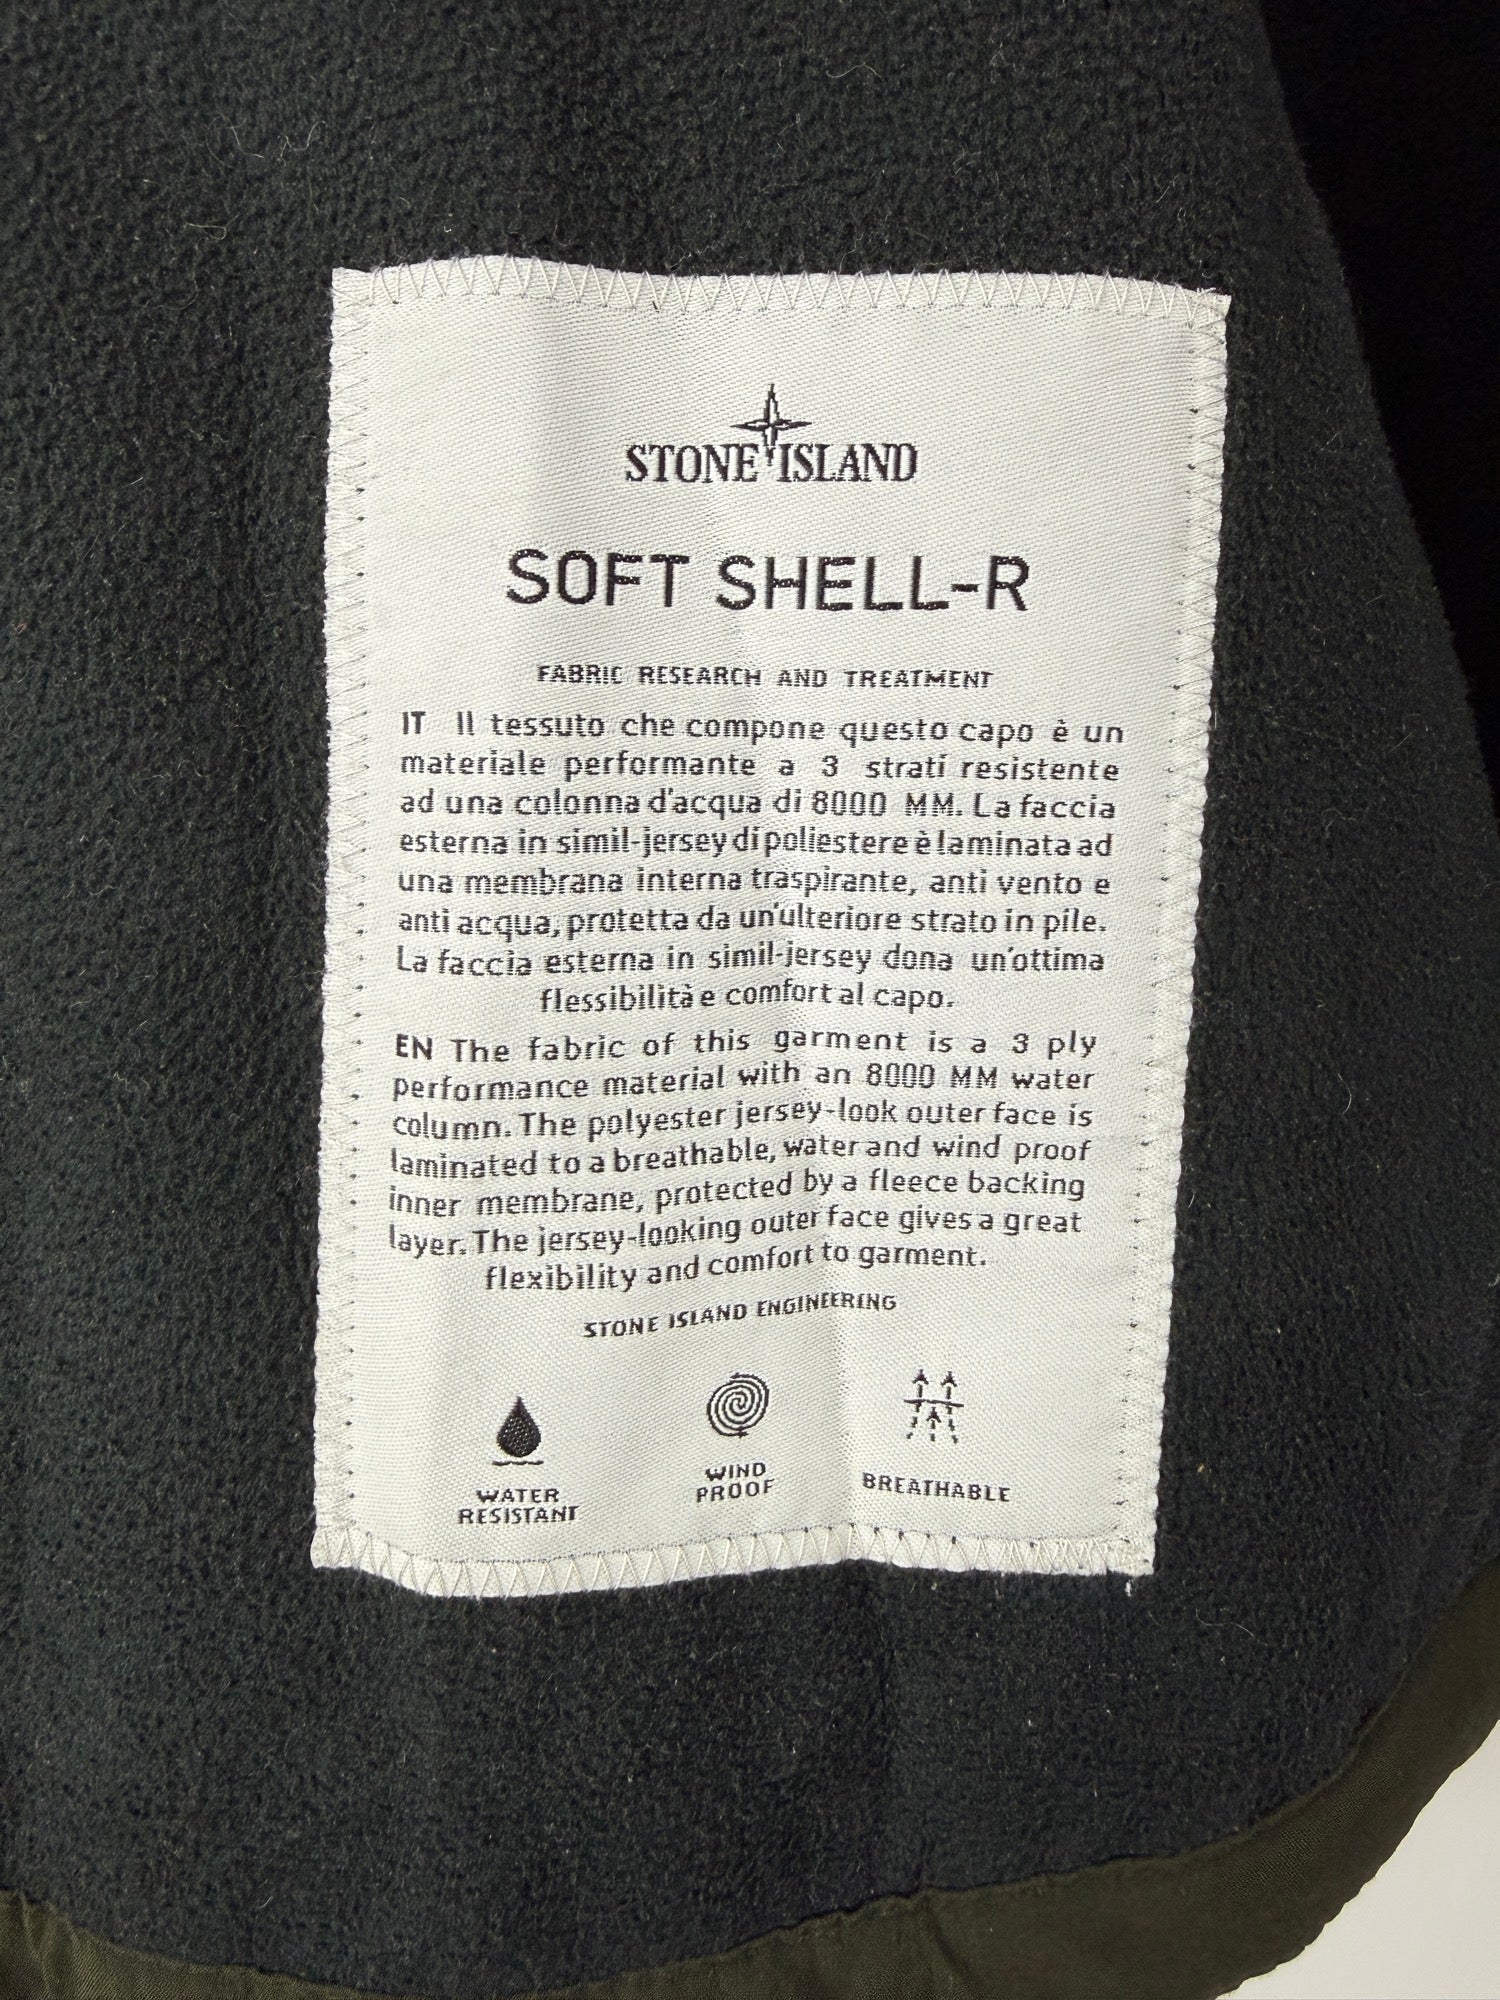 STONE ISLAND
SOFT SHELL-R
FABRIC RESEARCH AND TREATMENT
IT Il tessuto che compone questo capo è un
materiale performante a 3 strati resistente
ad una colonna d'acqua di 8000 MM. La faccia
esterna in simil-jersey di poliestere è laminata ad
una membrana interna traspirante, anti vento e
anti acqua, protetta da un'ulteriore strato in pile.
La faccia esterna in simil-jersey dona un'ottima
flessibilità e comfort al capo.
EN The fabric of this garment is a 3 ply
performance material with an 8000 MM water
column. The polyester jersey-look outer face is
laminated to a breathable, water and wind proof
inner membrane, protected by a fleece backing
layer. The jersey-looking outer face gives a great
flexibility and comfort to garment.
STONE ISLAND ENGINEERING
WATER
RESISTANT
WIND
PROOF
BREATHABLE